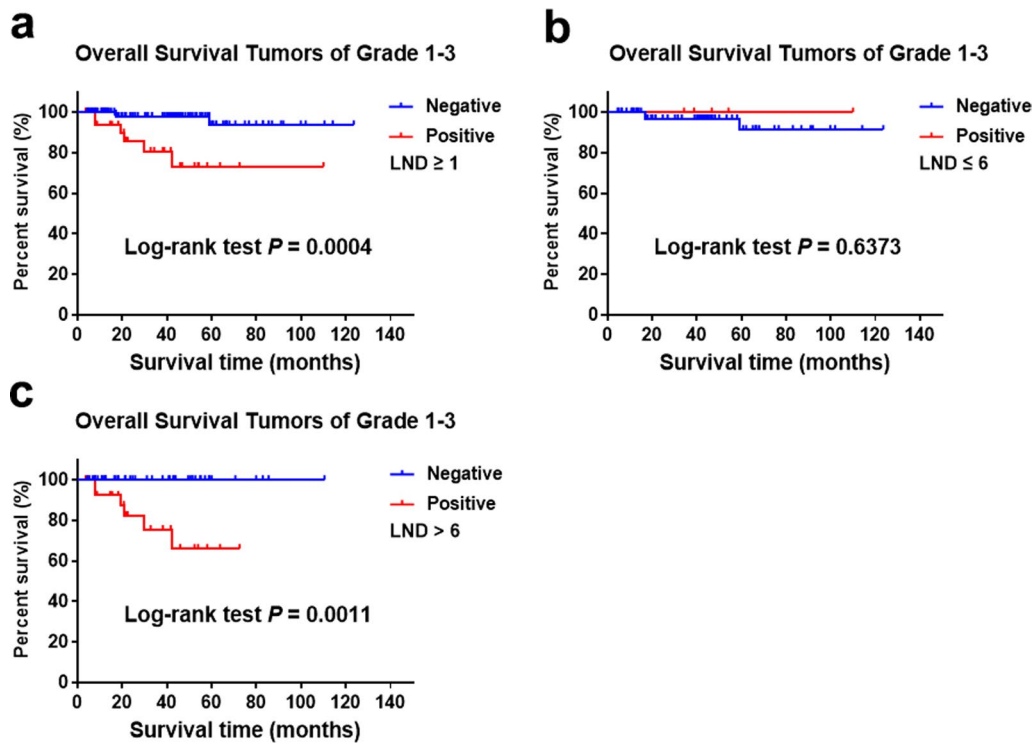 a
Overall Survival Tumors of Grade 1-3
Percent survival (%)
100
80
60
40
20
0
Negative
Positive
LND ≥ 1
Log-rank test P = 0.0004
0 20 40 60 80 100 120 140
Survival time (months)
b
Overall Survival Tumors of Grade 1-3
Percent survival (%)
100
80
60
40
20
0
Negative
Positive
LND ≤ 6
Log-rank test P = 0.6373
0 20 40 60 80 100 120 140
Survival time (months)
c
Overall Survival Tumors of Grade 1-3
Percent survival (%)
100
80
60
40
20
0
Negative
Positive
LND > 6
Log-rank test P = 0.0011
0 20 40 60 80 100 120 140
Survival time (months)